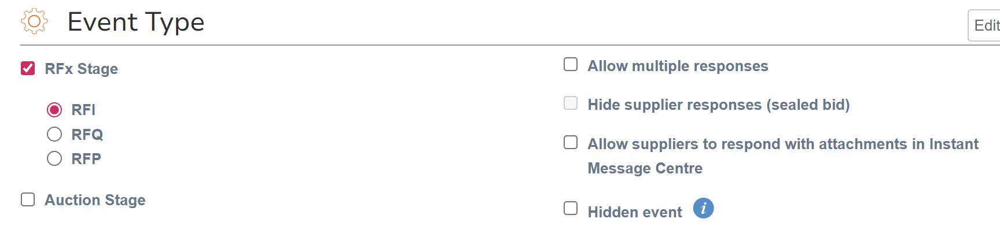 Event Type
Edit
RFx Stage
RFI
RFQ
RFP
Auction Stage
Allow multiple responses
Hide supplier responses (sealed bid)
Allow suppliers to respond with attachments in Instant
Message Centre
Hidden event i